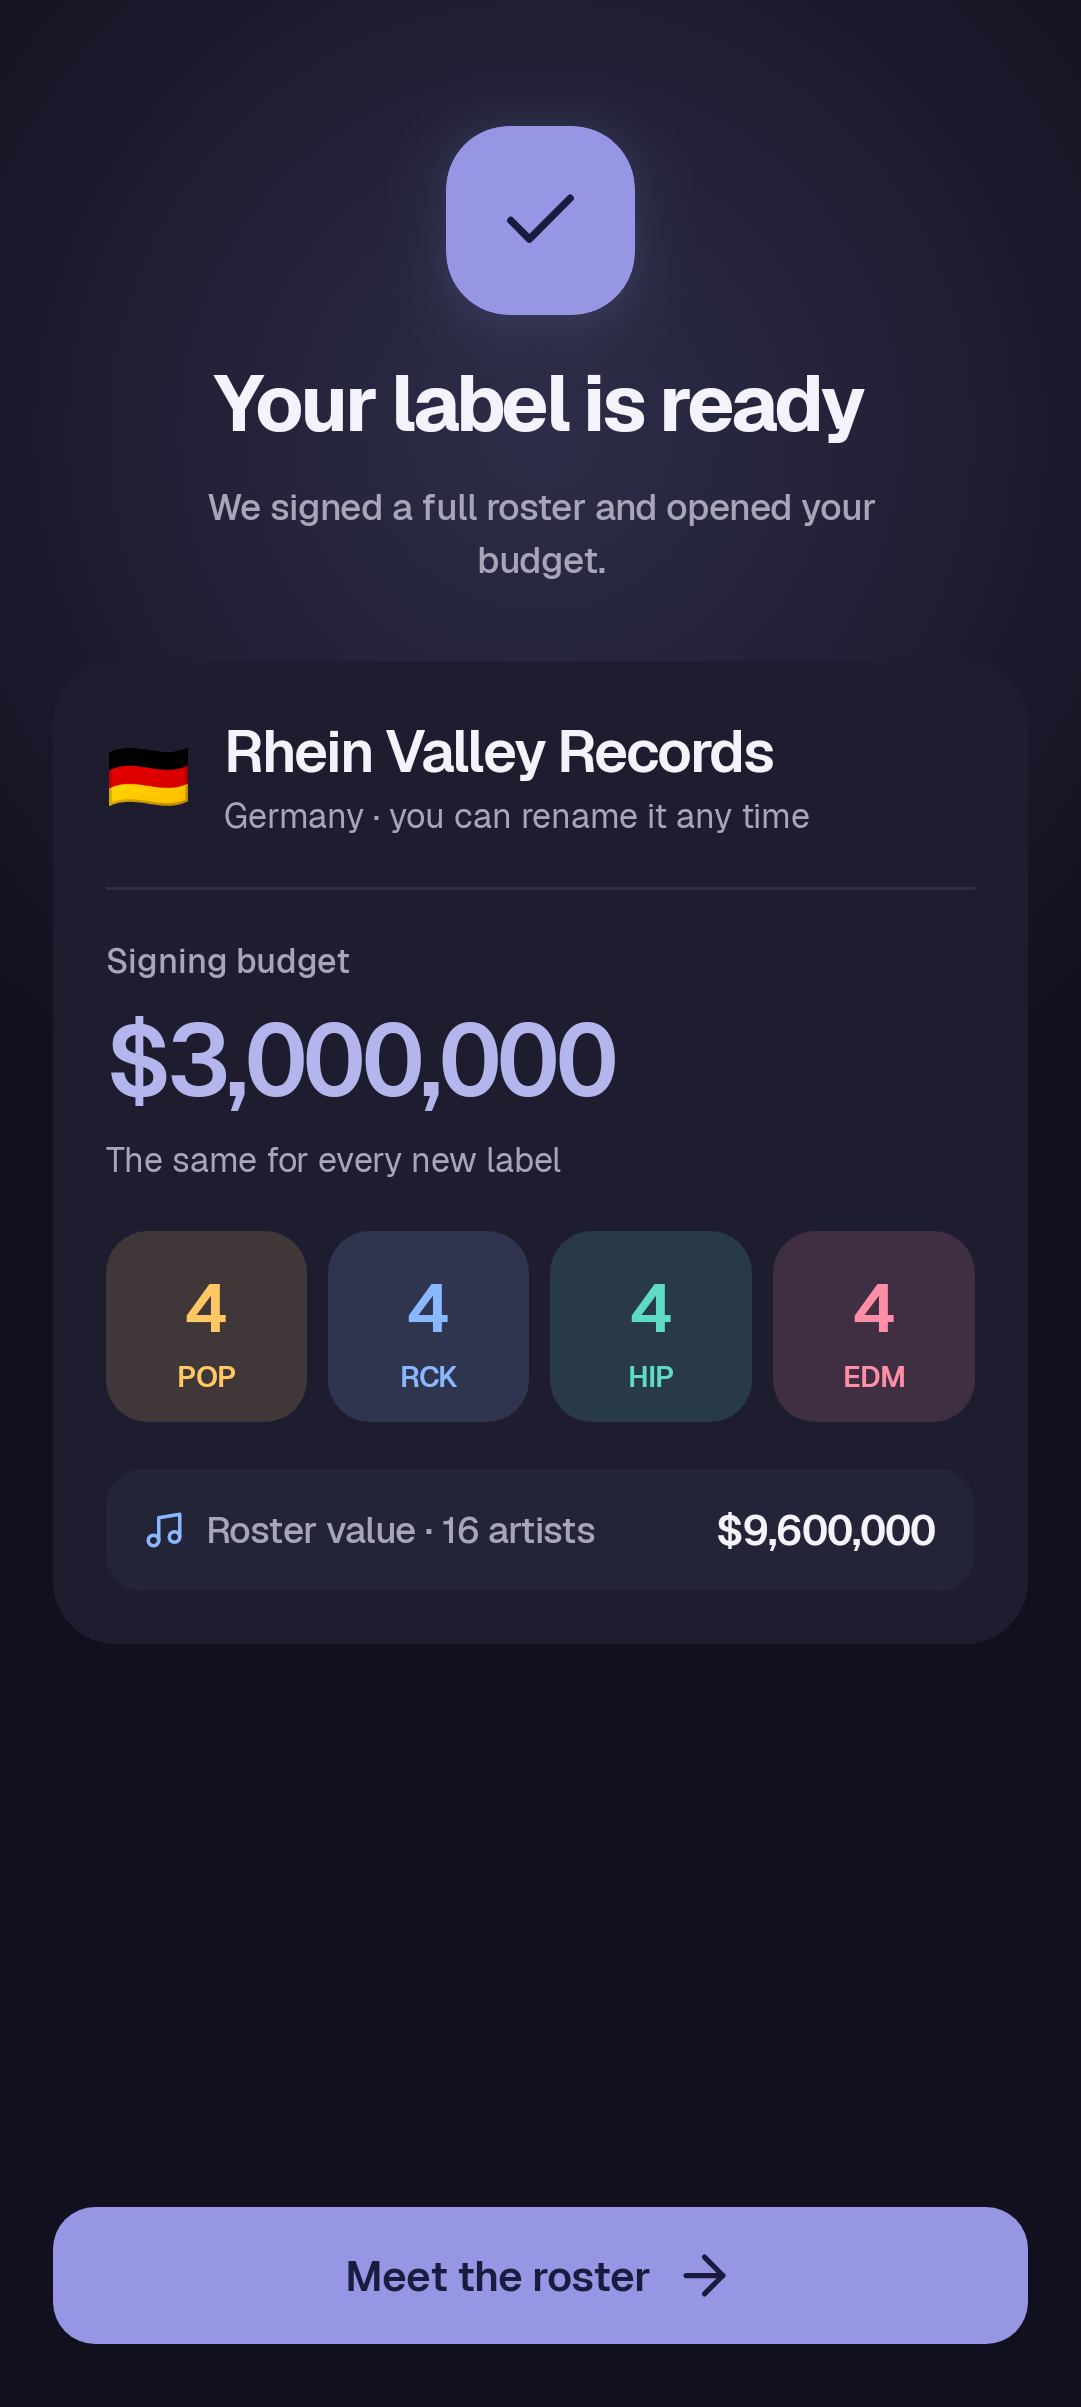 Your label is ready
We signed a full roster and opened your
budget.
Rhein Valley Records
Germany · you can rename it any time
Signing budget
$3,000,000
The same for every new label
4 4 4 4
POP RCK HIP EDM
Roster value · 16 artists $9,600,000
Meet the roster